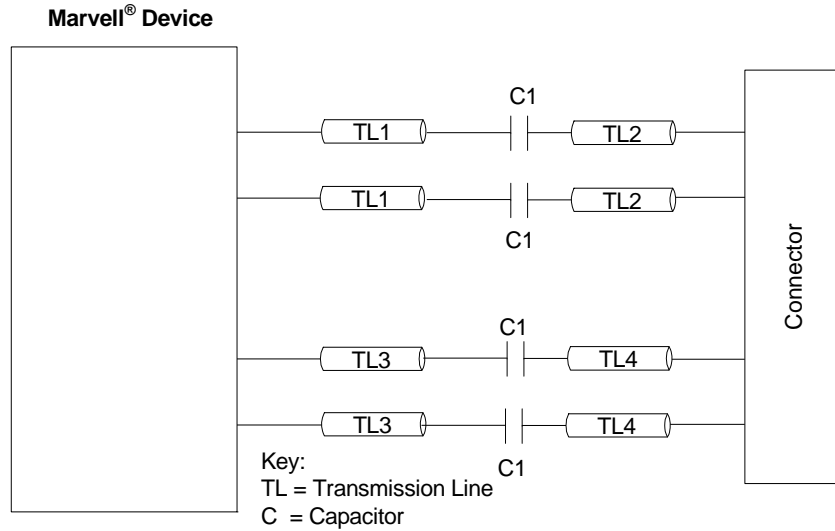 Marvell® Device
C1
TL1 TL2
TL1 TL2
C1
Connector
C1
TL3 TL4
TL3 TL4
C1
Key:
TL = Transmission Line
C = Capacitor